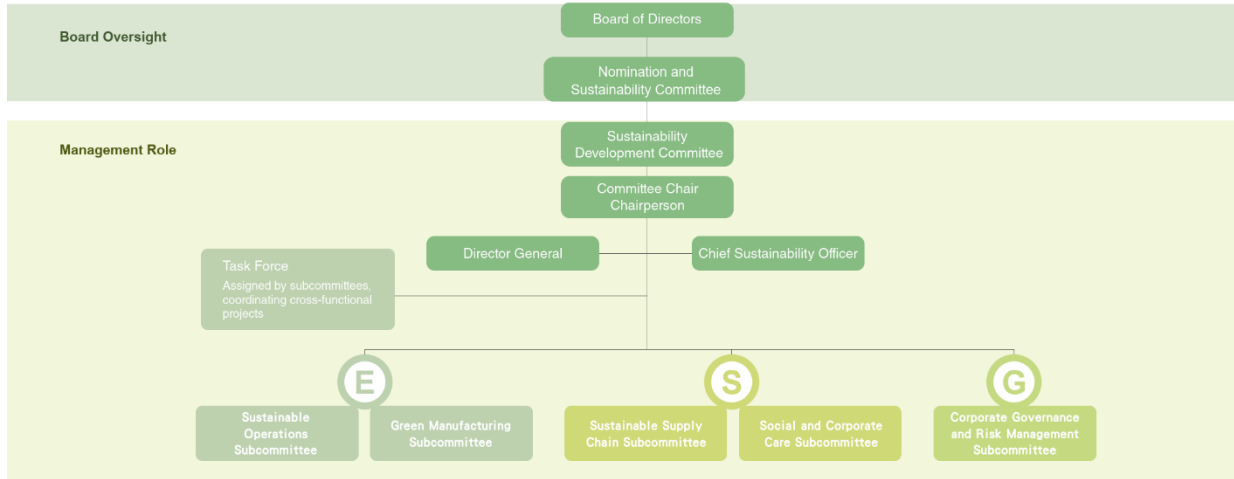 Board Oversight
Board of Directors
Nomination and
Sustainability Committee
Management Role
Sustainability
Development Committee
Committee Chair
Chairperson
Director General
Chief Sustainability Officer
Task Force
Assigned by subcommittees,
coordinating cross-functional
projects
E
S
G
Sustainable
Operations
Subcommittee
Green Manufacturing
Subcommittee
Sustainable Supply
Chain Subcommittee
Social and Corporate
Care Subcommittee
Corporate Governance
and Risk Management
Subcommittee